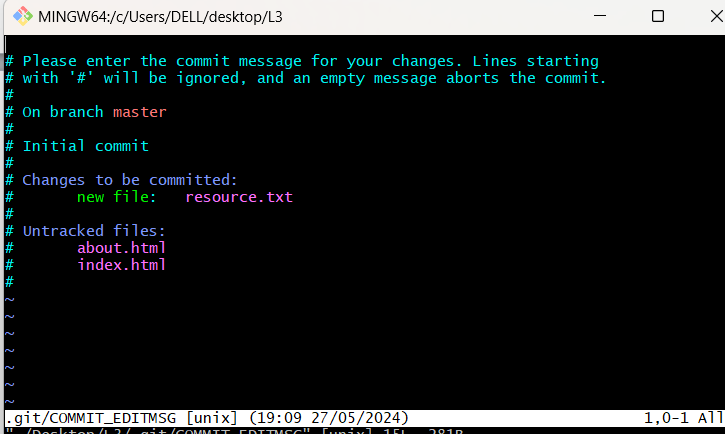 MINGW64:/c/Users/DELL/desktop/L3
# Please enter the commit message for your changes. Lines starting
# with '#' will be ignored, and an empty message aborts the commit.
#
# On branch master
#
# Initial commit
#
# Changes to be committed:
#       new file:   resource.txt
#
# Untracked files:
#       about.html
#       index.html
#
~
~
~
~
~
~
~
.git/COMMIT_EDITMSG [unix] (19:09 27/05/2024) 1,0-1 All
"~/Desktop/L3/.git/COMMIT_EDITMSG" [unix] 15L, 281B